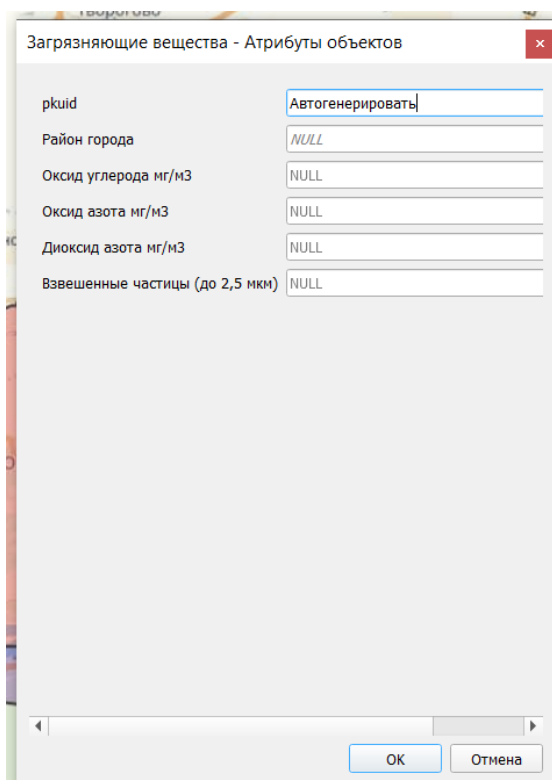 Творогово
Загрязняющие вещества - Атрибуты объектов
pkuid Автогенерировать
Район города NULL
Оксид углерода мг/м3 NULL
Оксид азота мг/м3 NULL
Диоксид азота мг/м3 NULL
Взвешенные частицы (до 2,5 мкм) NULL
OK Отмена